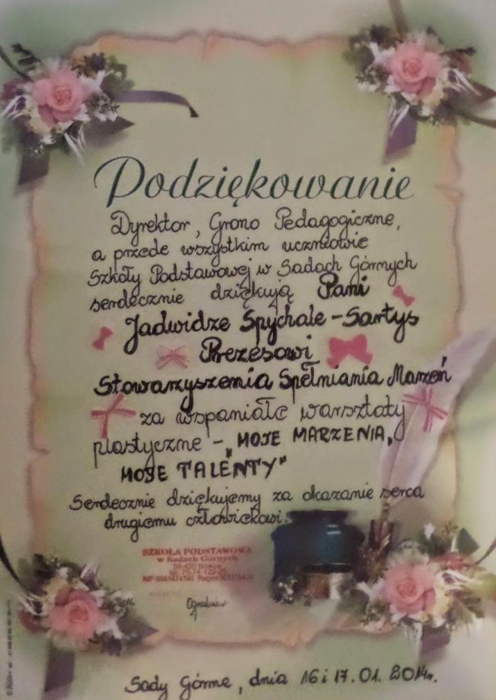 Podziękowanie
Dyrektor, Grono Pedagogiczne,
a przede wszystkim uczniowie
Szkoły Podstawowej w Sadach Górnych
serdecznie dziękują Pani
Jadwidze Spychale-Sartys
Prezesowi
Stowarzyszenia Spełniania Marzeń
za wspaniałe warsztaty
plastyczne - "MOJE MARZENIA,
MOJE TALENTY"
Serdecznie dziękujemy za okazanie serca
drugiemu człowiekowi.
SZKOŁA PODSTAWOWA
w Sadach Górnych
Sady Górne, dnia 16 i 17.01.2014r.